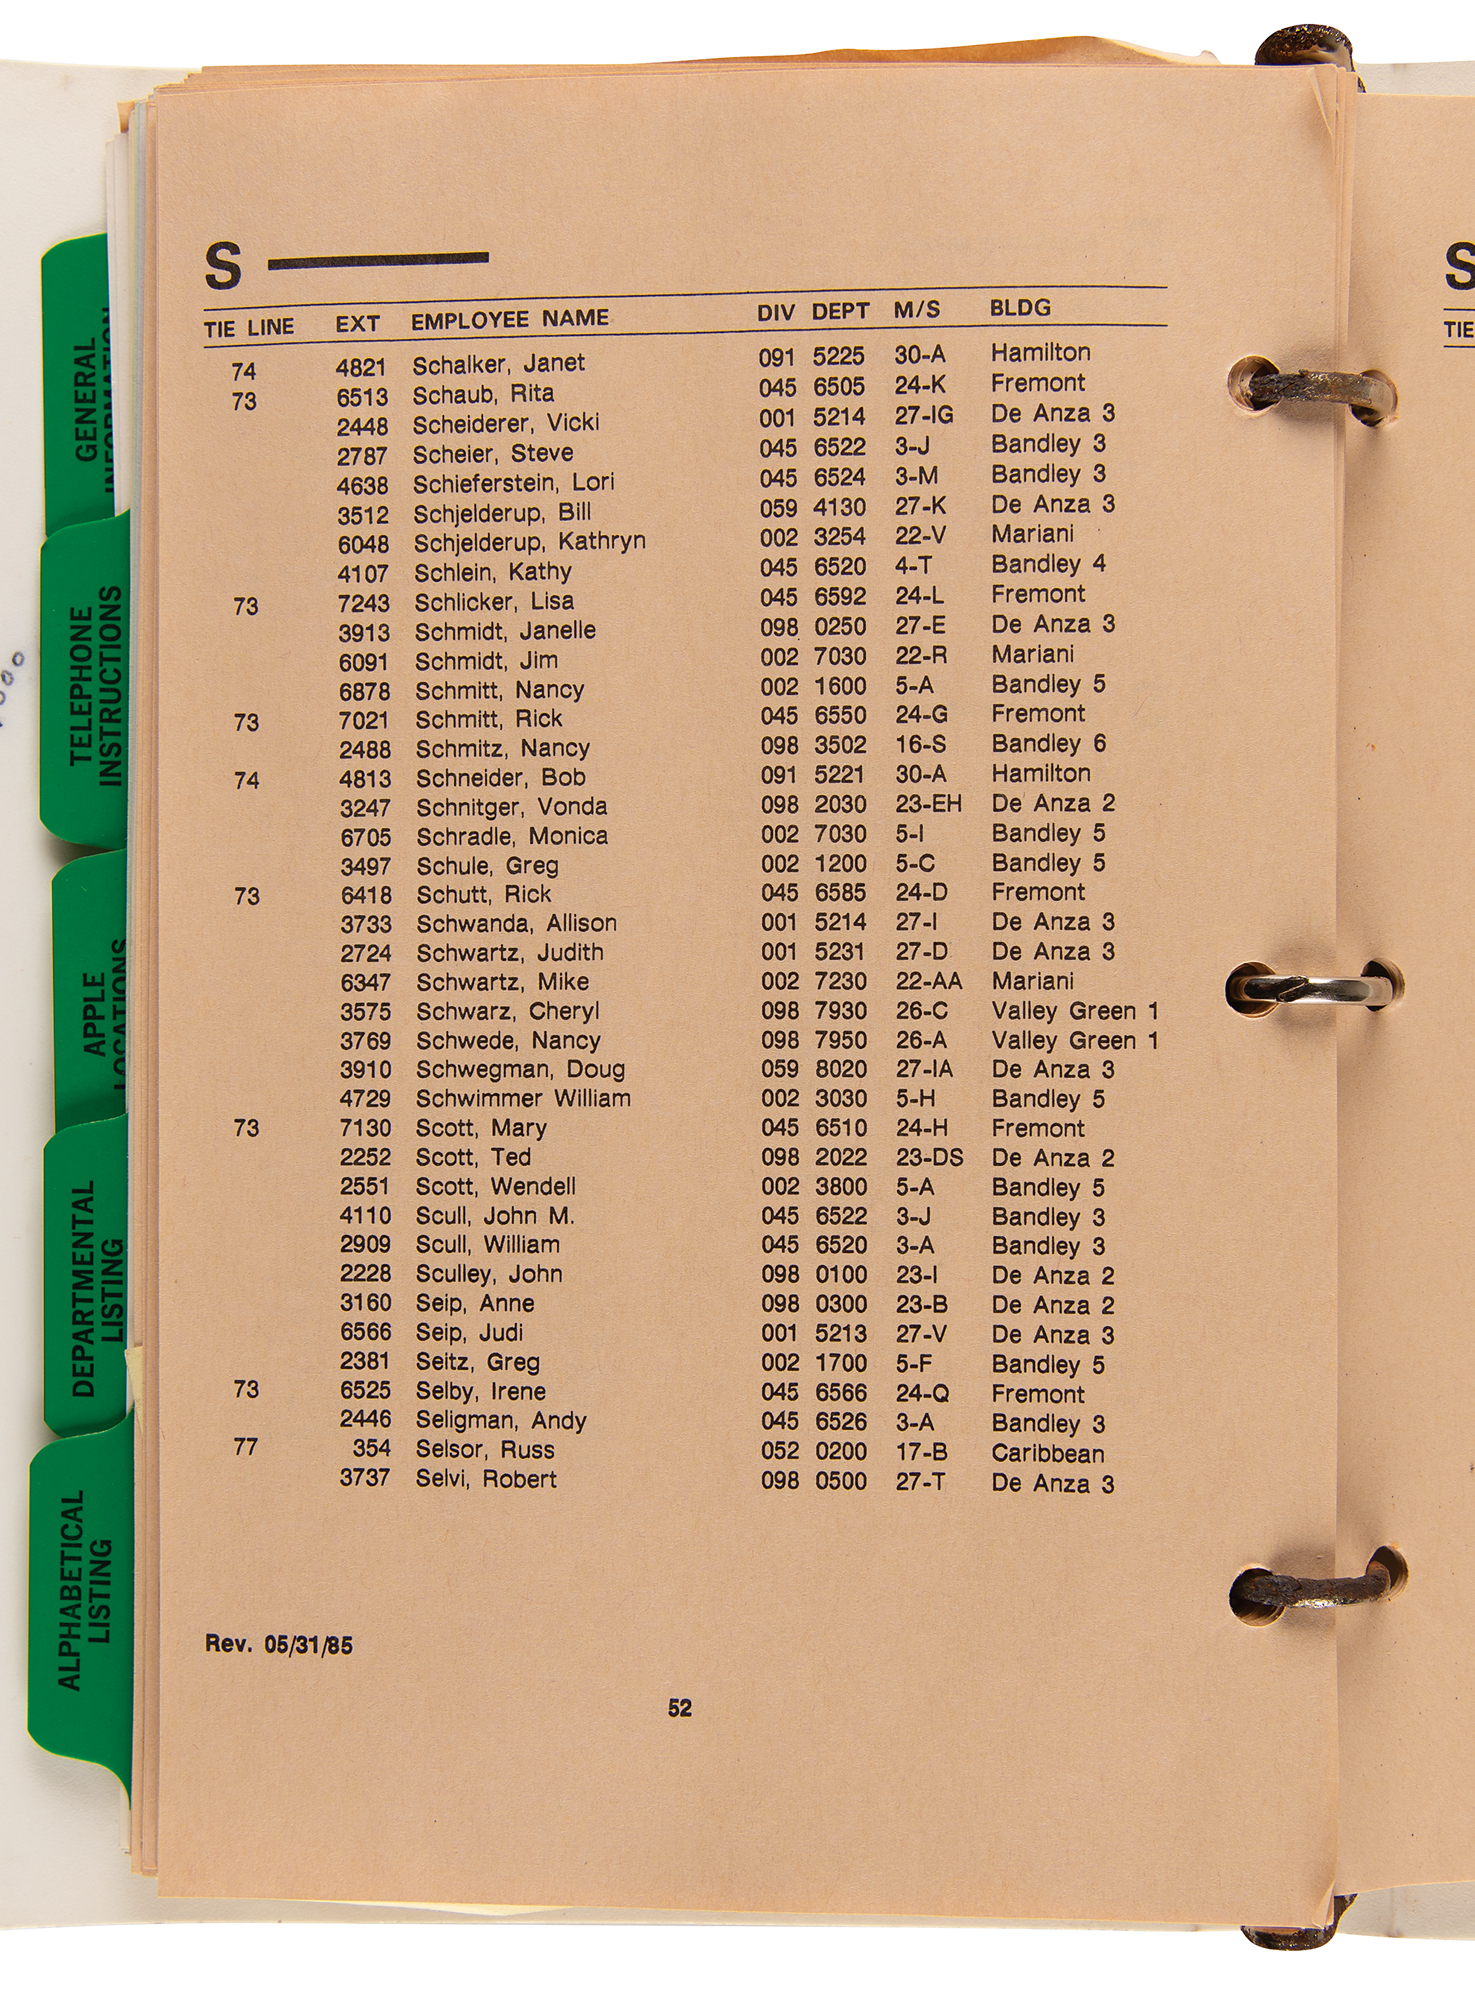 S
TIE LINE EXT EMPLOYEE NAME DIV DEPT M/S BLDG
74 4821 Schalker, Janet 091 5225 30-A Hamilton
73 6513 Schaub, Rita 045 6505 24-K Fremont
2448 Scheiderer, Vicki 001 5214 27-IG De Anza 3
2787 Scheier, Steve 045 6522 3-J Bandley 3
4638 Schieferstein, Lori 045 6524 3-M Bandley 3
3512 Schjelderup, Bill 059 4130 27-K De Anza 3
6048 Schjelderup, Kathryn 002 3254 22-V Mariani
4107 Schlein, Kathy 045 6520 4-T Bandley 4
73 7243 Schlicker, Lisa 045 6592 24-L Fremont
3913 Schmidt, Janelle 098 0250 27-E De Anza 3
6091 Schmidt, Jim 002 7030 22-R Mariani
6878 Schmitt, Nancy 002 1600 5-A Bandley 5
73 7021 Schmitt, Rick 045 6550 24-G Fremont
2488 Schmitz, Nancy 098 3502 16-S Bandley 6
74 4813 Schneider, Bob 091 5221 30-A Hamilton
3247 Schnitger, Vonda 098 2030 23-EH De Anza 2
6705 Schradle, Monica 002 7030 5-I Bandley 5
3497 Schule, Greg 002 1200 5-C Bandley 5
73 6418 Schutt, Rick 045 6585 24-D Fremont
3733 Schwanda, Allison 001 5214 27-I De Anza 3
2724 Schwartz, Judith 001 5231 27-D De Anza 3
6347 Schwartz, Mike 002 7230 22-AA Mariani
3575 Schwarz, Cheryl 098 7930 26-C Valley Green 1
3769 Schwede, Nancy 098 7950 26-A Valley Green 1
3910 Schwegman, Doug 059 8020 27-IA De Anza 3
4729 Schwimmer William 002 3030 5-H Bandley 5
73 7130 Scott, Mary 045 6510 24-H Fremont
2252 Scott, Ted 098 2022 23-DS De Anza 2
2551 Scott, Wendell 002 3800 5-A Bandley 5
4110 Scull, John M. 045 6522 3-J Bandley 3
2909 Scull, William 045 6520 3-A Bandley 3
2228 Sculley, John 098 0100 23-I De Anza 2
3160 Seip, Anne 098 0300 23-B De Anza 2
6566 Seip, Judi 001 5213 27-V De Anza 3
2381 Seitz, Greg 002 1700 5-F Bandley 5
73 6525 Selby, Irene 045 6566 24-Q Fremont
2446 Seligman, Andy 045 6526 3-A Bandley 3
77 354 Selsor, Russ 052 0200 17-B Caribbean
3737 Selvi, Robert 098 0500 27-T De Anza 3
Rev. 05/31/85
52
GENERAL
INFORMATION
TELEPHONE
INSTRUCTIONS
APPLE
LOCATIONS
DEPARTMENTAL
LISTING
ALPHABETICAL
LISTING
S
TIE